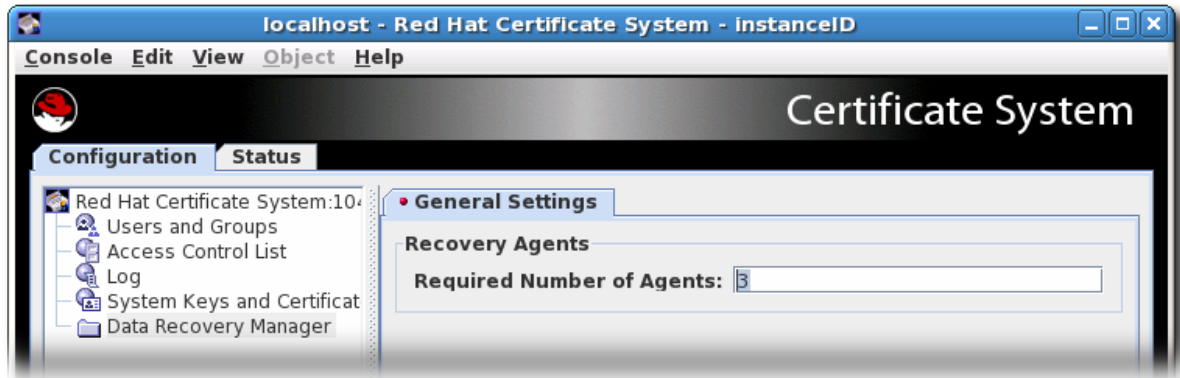 localhost - Red Hat Certificate System - instanceID
Console Edit View Object Help
Certificate System
Configuration Status
Red Hat Certificate System:104
Users and Groups
Access Control List
Log
System Keys and Certificat
Data Recovery Manager
General Settings
Recovery Agents
Required Number of Agents: 3